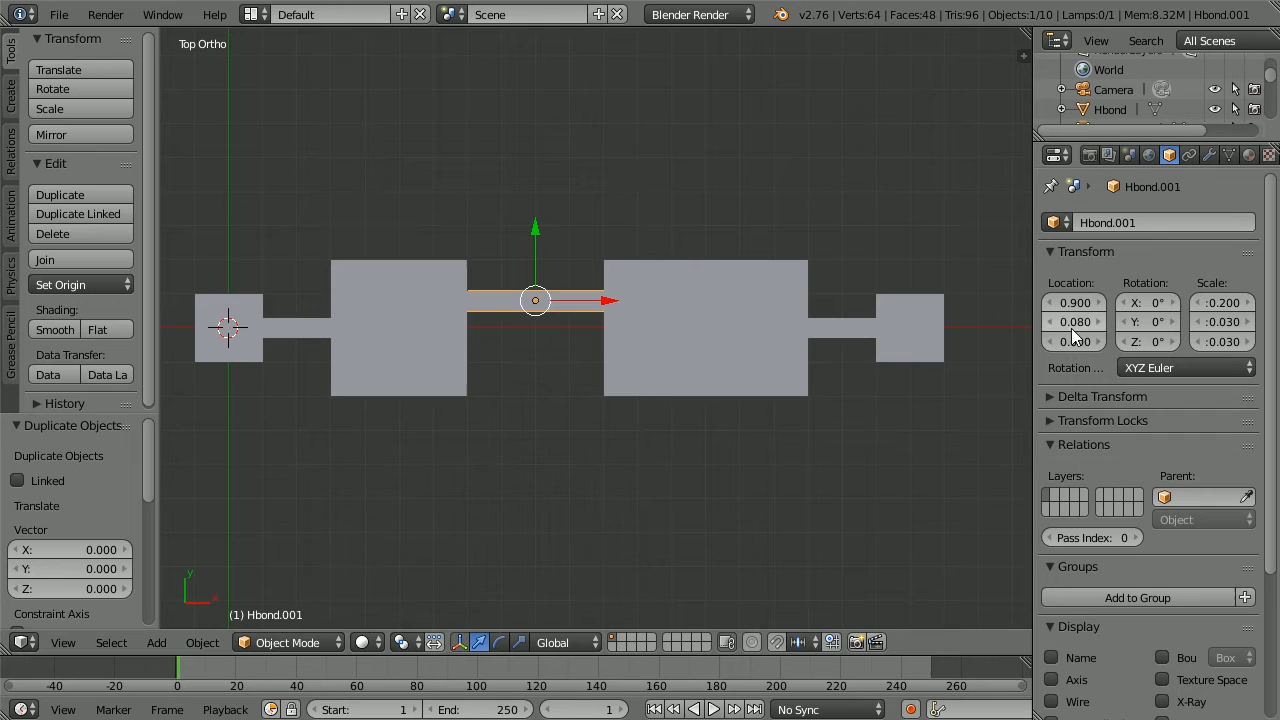 File Render Window Help Default Scene Blender Render v2.76 | Verts:64 | Faces:48 | Tris:96 | Objects:1/10 | Lamps:0/1 | Mem:8.32M | Hbond.001
Transform
Translate
Rotate
Scale
Mirror
Edit
Duplicate
Duplicate Linked
Delete
Join
Set Origin
Shading:
Smooth Flat
Data Transfer:
Data Data La
History
Tools
Create
Relations
Animation
Physics
Grease Pencil
Duplicate Objects
Duplicate Objects
Linked
Translate
Vector
X: 0.000
Y: 0.000
Z: 0.000
Constraint Axis
Top Ortho
y
x
(1) Hbond.001
View Select Add Object Object Mode Global
-40 -20 0 20 40 60 80 100 120 140 160 180 200 220 240 260
View Marker Frame Playback Start: 1 End: 250 1 No Sync
View Search All Scenes
World
Camera
Hbond
Hbond.001
Hbond.001
Transform
Location: Rotation: Scale:
0.900 X: 0° :0.200
0.080 Y: 0° :0.030
Z: 0° :0.030
Rotation ... XYZ Euler
Delta Transform
Transform Locks
Relations
Layers: Parent:
Object
Pass Index: 0
Groups
Add to Group
Display
Name Bou Box
Axis Texture Space
Wire X-Ray